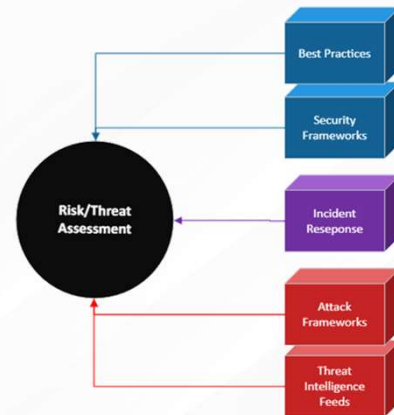 Best Practices
Security
Frameworks
Risk/Threat
Assessment
Incident
Reseponse
Attack
Frameworks
Threat
Intelligence
Feeds